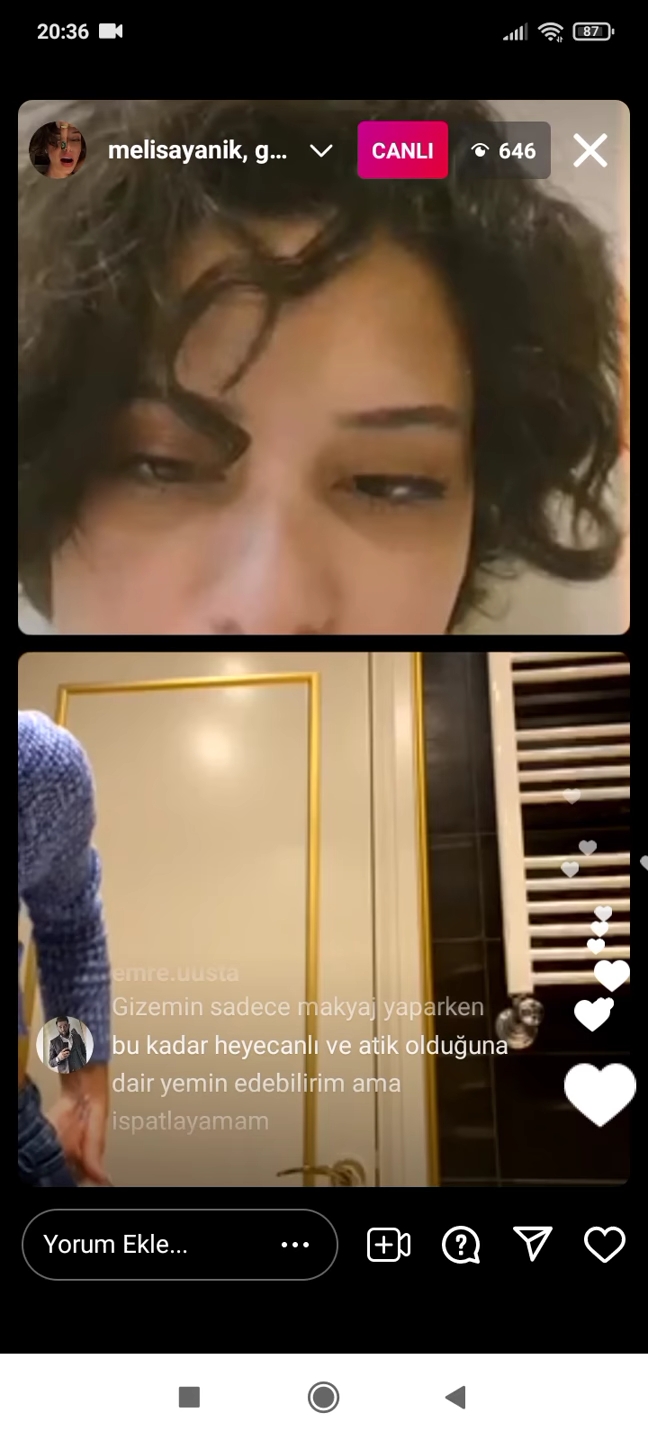 20:36
87
melisayanik, g...
CANLI
646
emre.uusta
Gizemin sadece makyaj yaparken
bu kadar heyecanlı ve atik olduğuna
dair yemin edebilirim ama
ispatlayamam
Yorum Ekle...